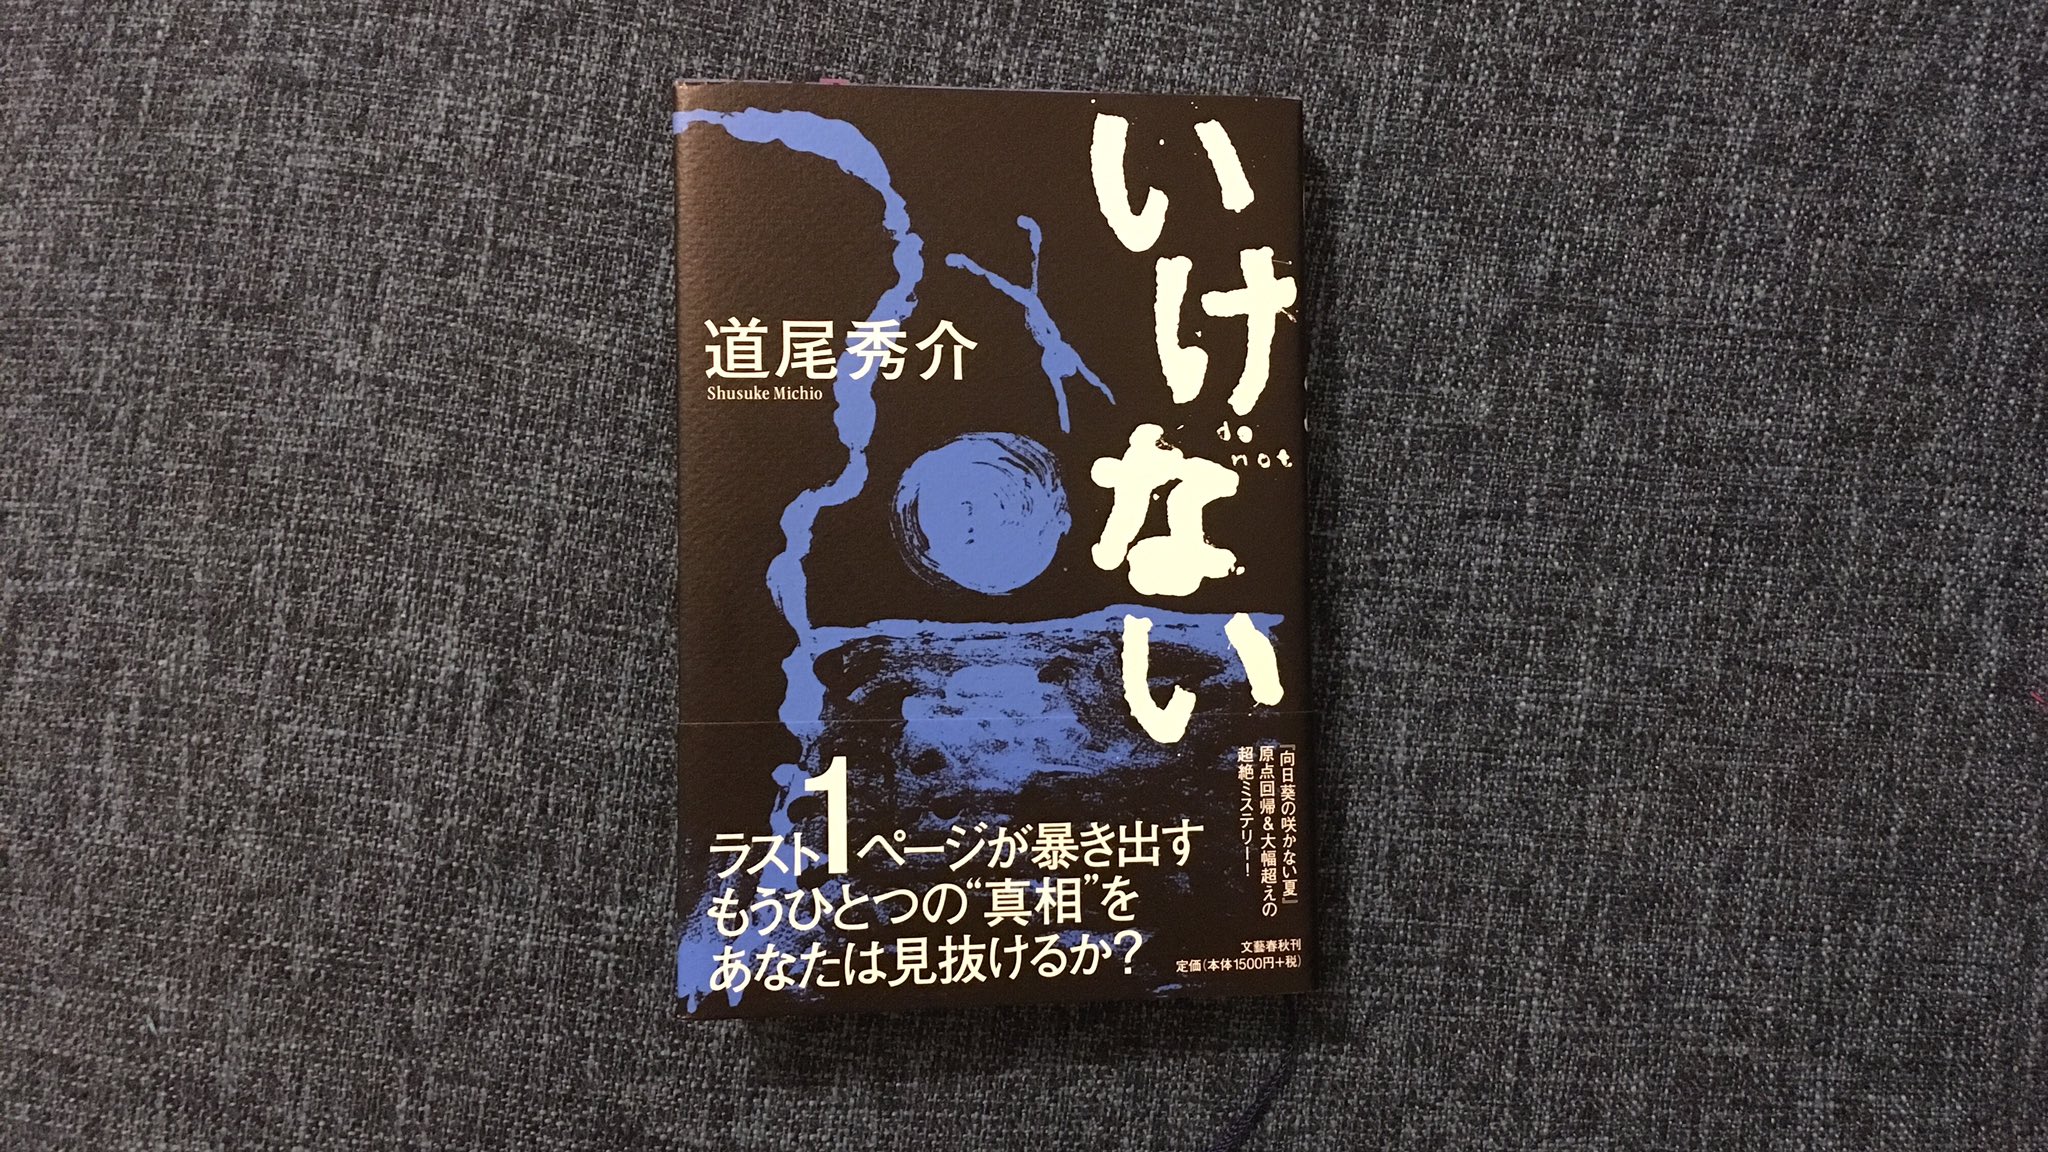 いけない
do
not
道尾秀介
Shusuke Michio
『向日葵の咲かない夏』
原点回帰&大幅超えの
超絶ミステリー!
ラスト1ページが暴き出す
もうひとつの“真相”を
あなたは見抜けるか?
文藝春秋刊
定価(本体1500円+税)